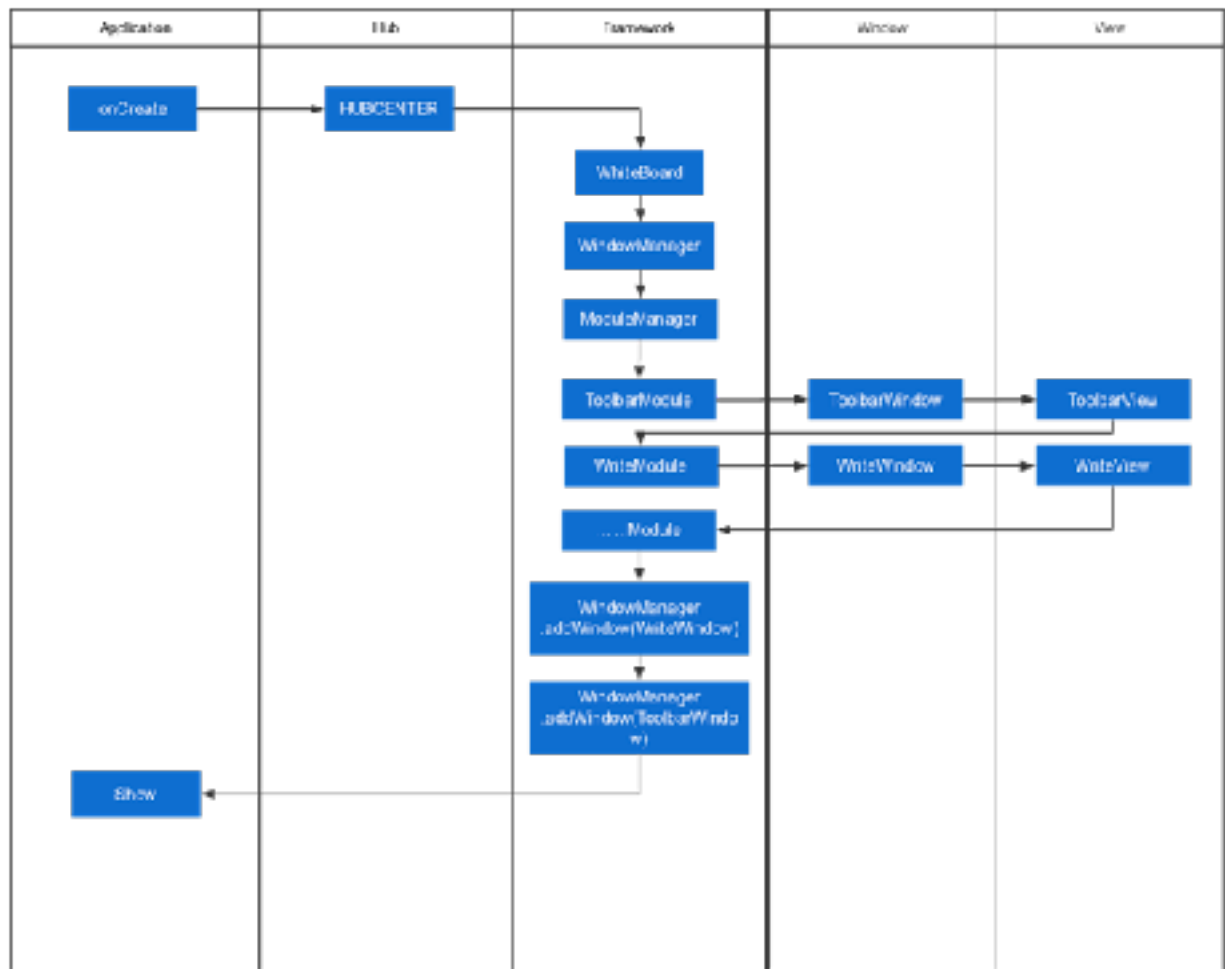 Application
Hub
Framework
Window
View
onCreate
HUBCENTER
WhiteBoard
WindowManager
ModuleManager
ToolbarModule
ToolbarWindow
ToolbarView
WriteModule
WriteWindow
WriteView
......Module
WindowManager
.addWindow(WriteWindow)
WindowManager
.addWindow(ToolbarWindo
w)
Show